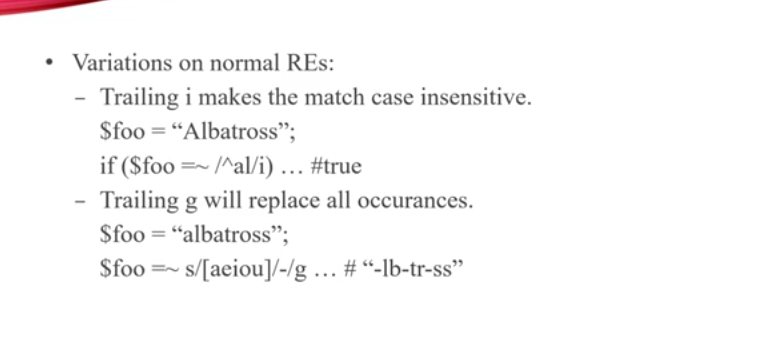 • Variations on normal REs:
– Trailing i makes the match case insensitive.
$foo = “Albatross”;
if ($foo =~ /^al/i) … #true
– Trailing g will replace all occurances.
$foo = “albatross”;
$foo =~ s/[aeiou]/-/g … # “-lb-tr-ss”